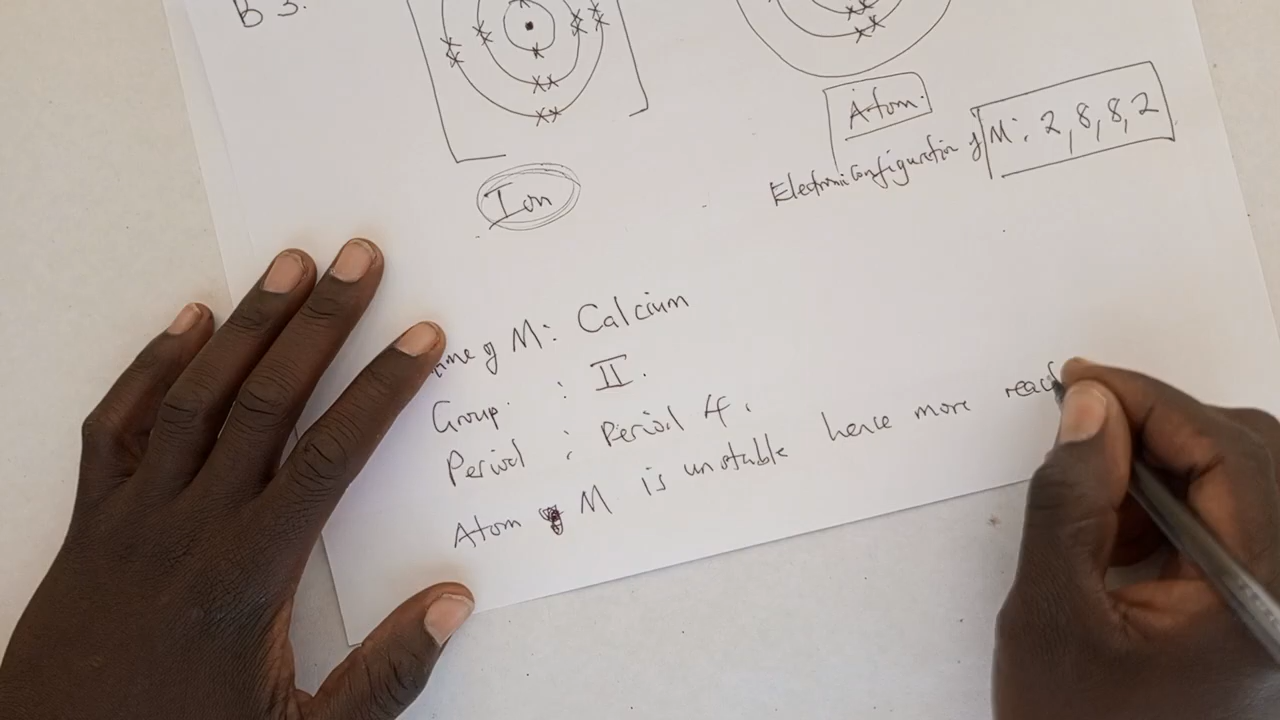 B 3.
Atom.
Electronic Configuration of M: 2, 8, 8, 2
Ion
M: Calcium
Group : II.
Period : Period 4.
Atom of M is unstable hence more reac